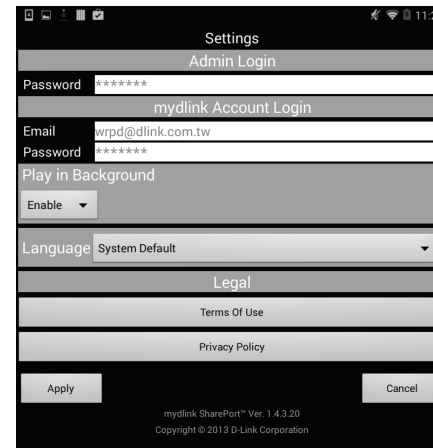 11:2
Settings
Admin Login
Password *******
mydlink Account Login
Email wrpd@dlink.com.tw
Password *******
Play in Background
Enable
Language System Default
Legal
Terms Of Use
Privacy Policy
Apply Cancel
mydlink SharePort™ Ver. 1.4.3.20
Copyright © 2013 D-Link Corporation